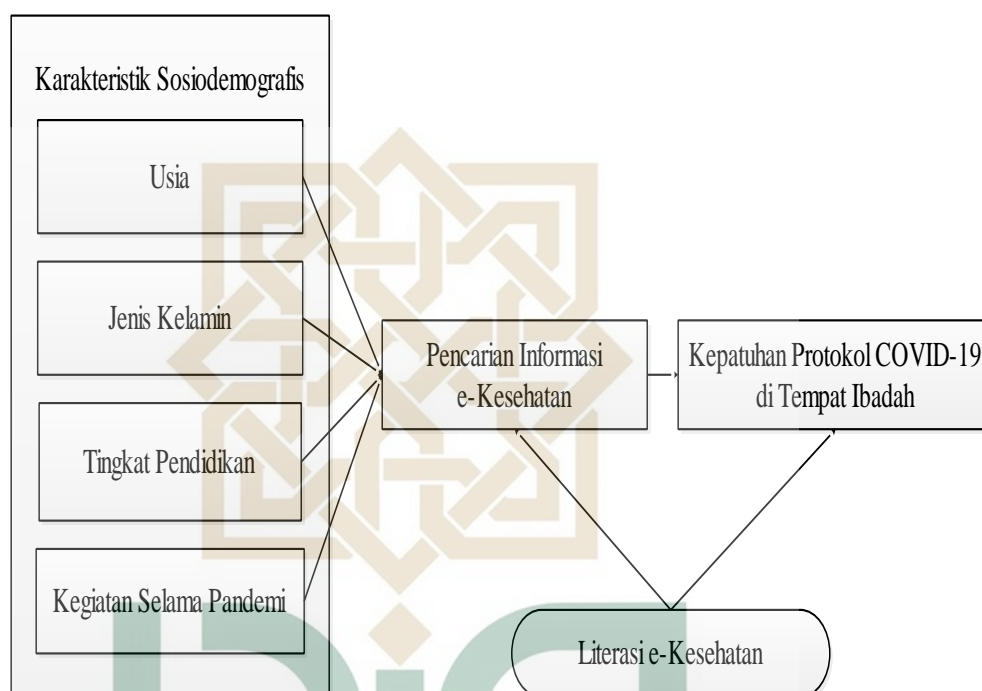 Karakteristik Sosiodemografis
Usia
Jenis Kelamin
Tingkat Pendidikan
Kegiatan Selama Pandemi
Pencarian Informasi
e-Kesehatan
Kepatuhan Protokol COVID-19
di Tempat Ibadah
Literasi e-Kesehatan